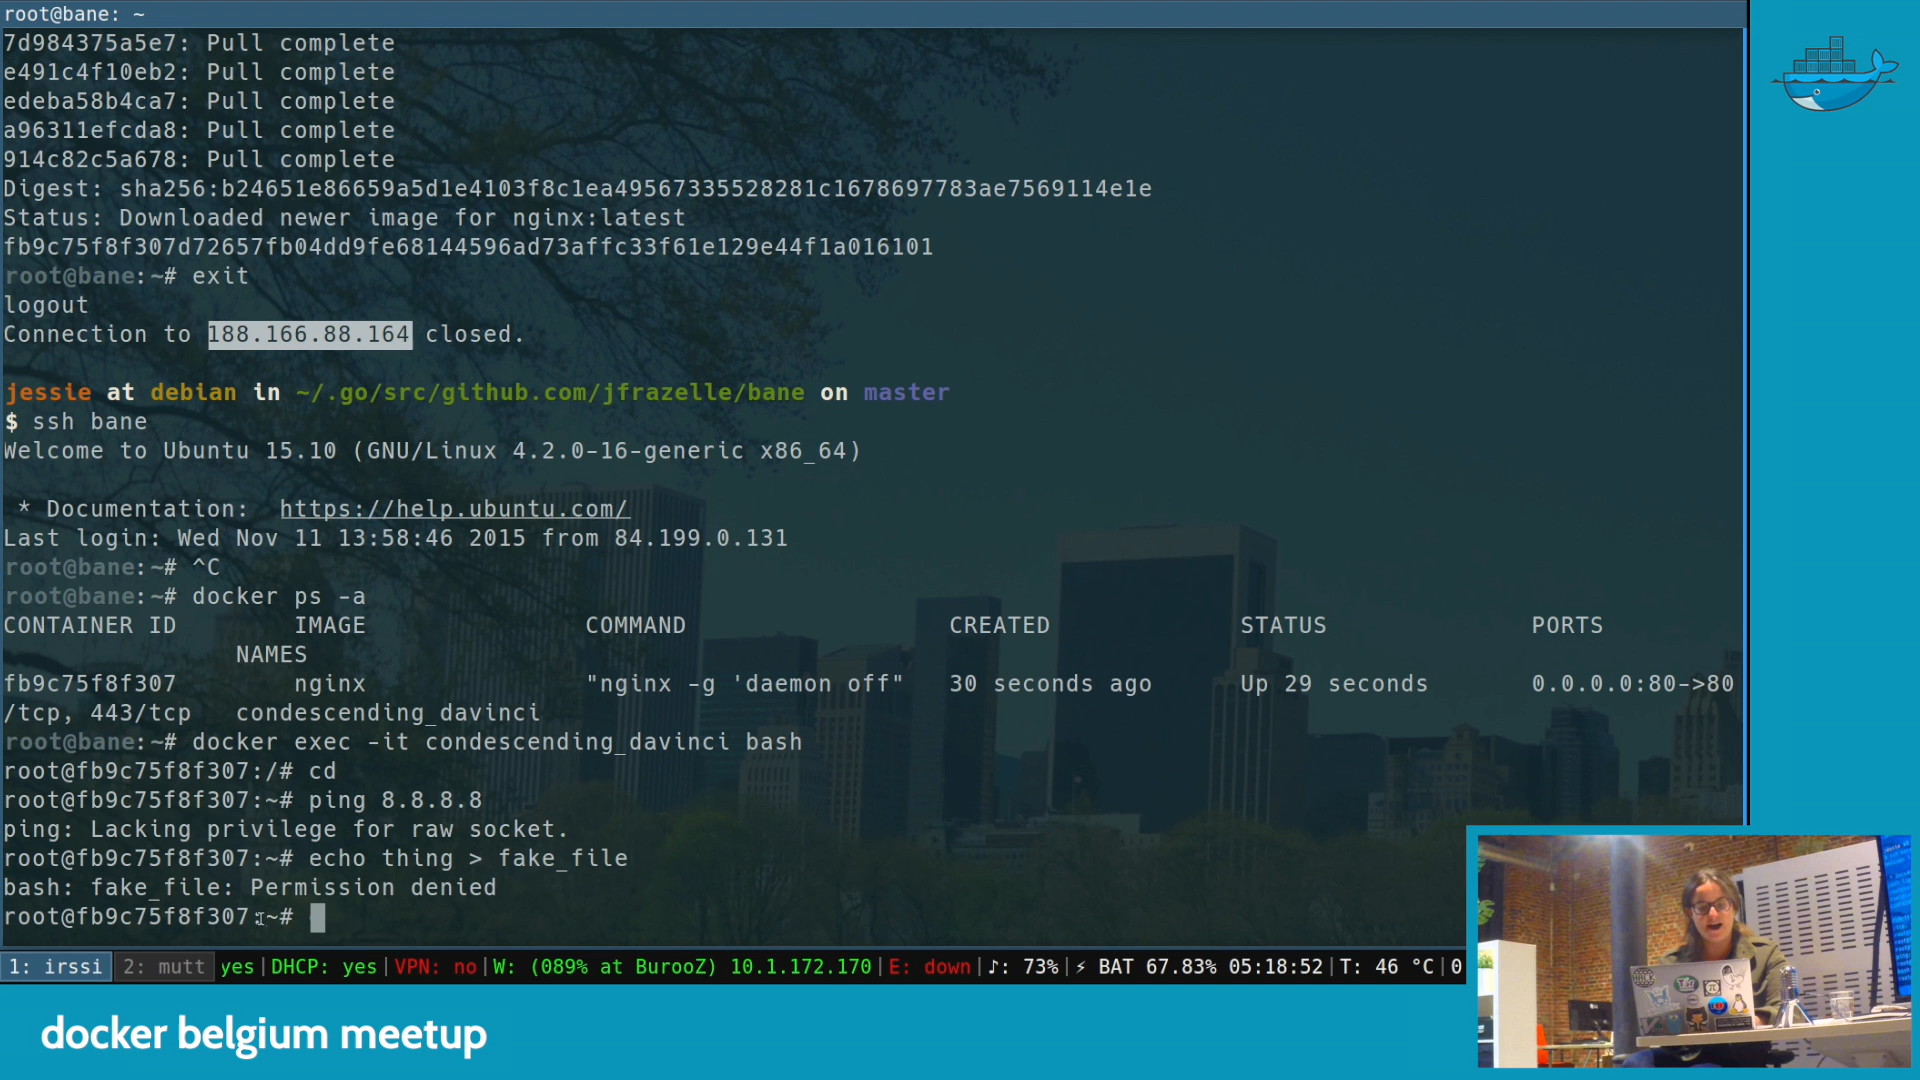 root@bane: ~
7d984375a5e7: Pull complete
e491c4f10eb2: Pull complete
edeba58b4ca7: Pull complete
a96311efcda8: Pull complete
914c82c5a678: Pull complete
Digest: sha256:b24651e86659a5d1e4103f8c1ea49567335528281c1678697783ae7569114e1e
Status: Downloaded newer image for nginx:latest
fb9c75f8f307d72657fb04dd9fe68144596ad73affc33f61e129e44f1a016101
root@bane:~# exit
logout
Connection to 188.166.88.164 closed.
jessie at debian in ~/.go/src/github.com/jfrazelle/bane on master
$ ssh bane
Welcome to Ubuntu 15.10 (GNU/Linux 4.2.0-16-generic x86_64)
* Documentation:  https://help.ubuntu.com/
Last login: Wed Nov 11 13:58:46 2015 from 84.199.0.131
root@bane:~# ^C
root@bane:~# docker ps -a
CONTAINER ID IMAGE COMMAND CREATED STATUS PORTS
NAMES
fb9c75f8f307 nginx "nginx -g 'daemon off" 30 seconds ago Up 29 seconds 0.0.0.0:80->80
/tcp, 443/tcp condescending_davinci
root@bane:~# docker exec -it condescending_davinci bash
root@fb9c75f8f307:/# cd
root@fb9c75f8f307:~# ping 8.8.8.8
ping: Lacking privilege for raw socket.
root@fb9c75f8f307:~# echo thing > fake_file
bash: fake_file: Permission denied
root@fb9c75f8f307:~#
1: irssi 2: mutt yes|DHCP: yes|VPN: no|W: (089% at BurooZ) 10.1.172.170|E: down|♪: 73%|⚡ BAT 67.83% 05:18:52|T: 46 °C|0
docker belgium meetup